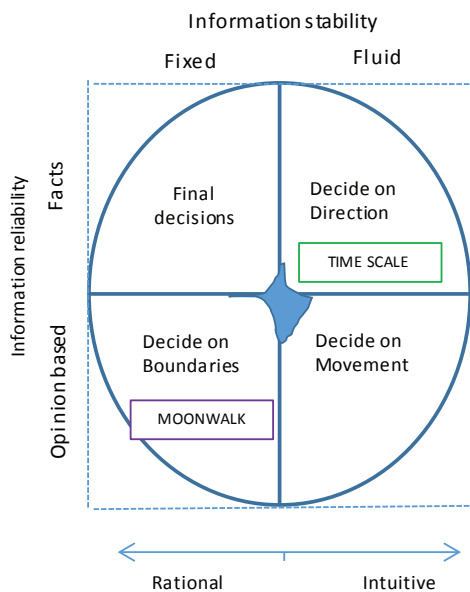 Information stability
Fixed
Fluid
Information reliability
Facts
Opinion based
Final
decisions
Decide on
Direction
TIME SCALE
Decide on
Boundaries
MOONWALK
Decide on
Movement
Rational
Intuitive